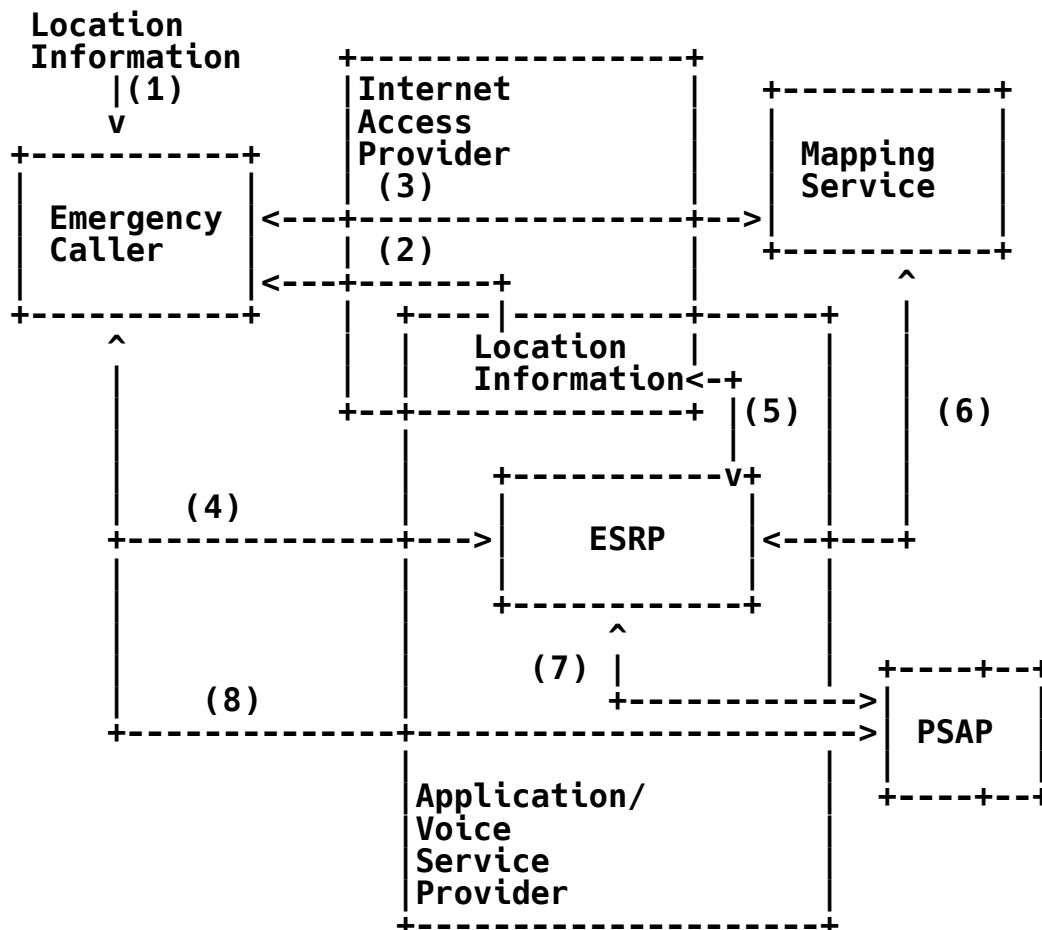 Location
Information
(1)
Internet
Access
Provider
Mapping
Service
(3)
Emergency
Caller
(2)
Location
Information
(5)
(6)
(4)
ESRP
(7)
(8)
PSAP
Application/
Voice
Service
Provider